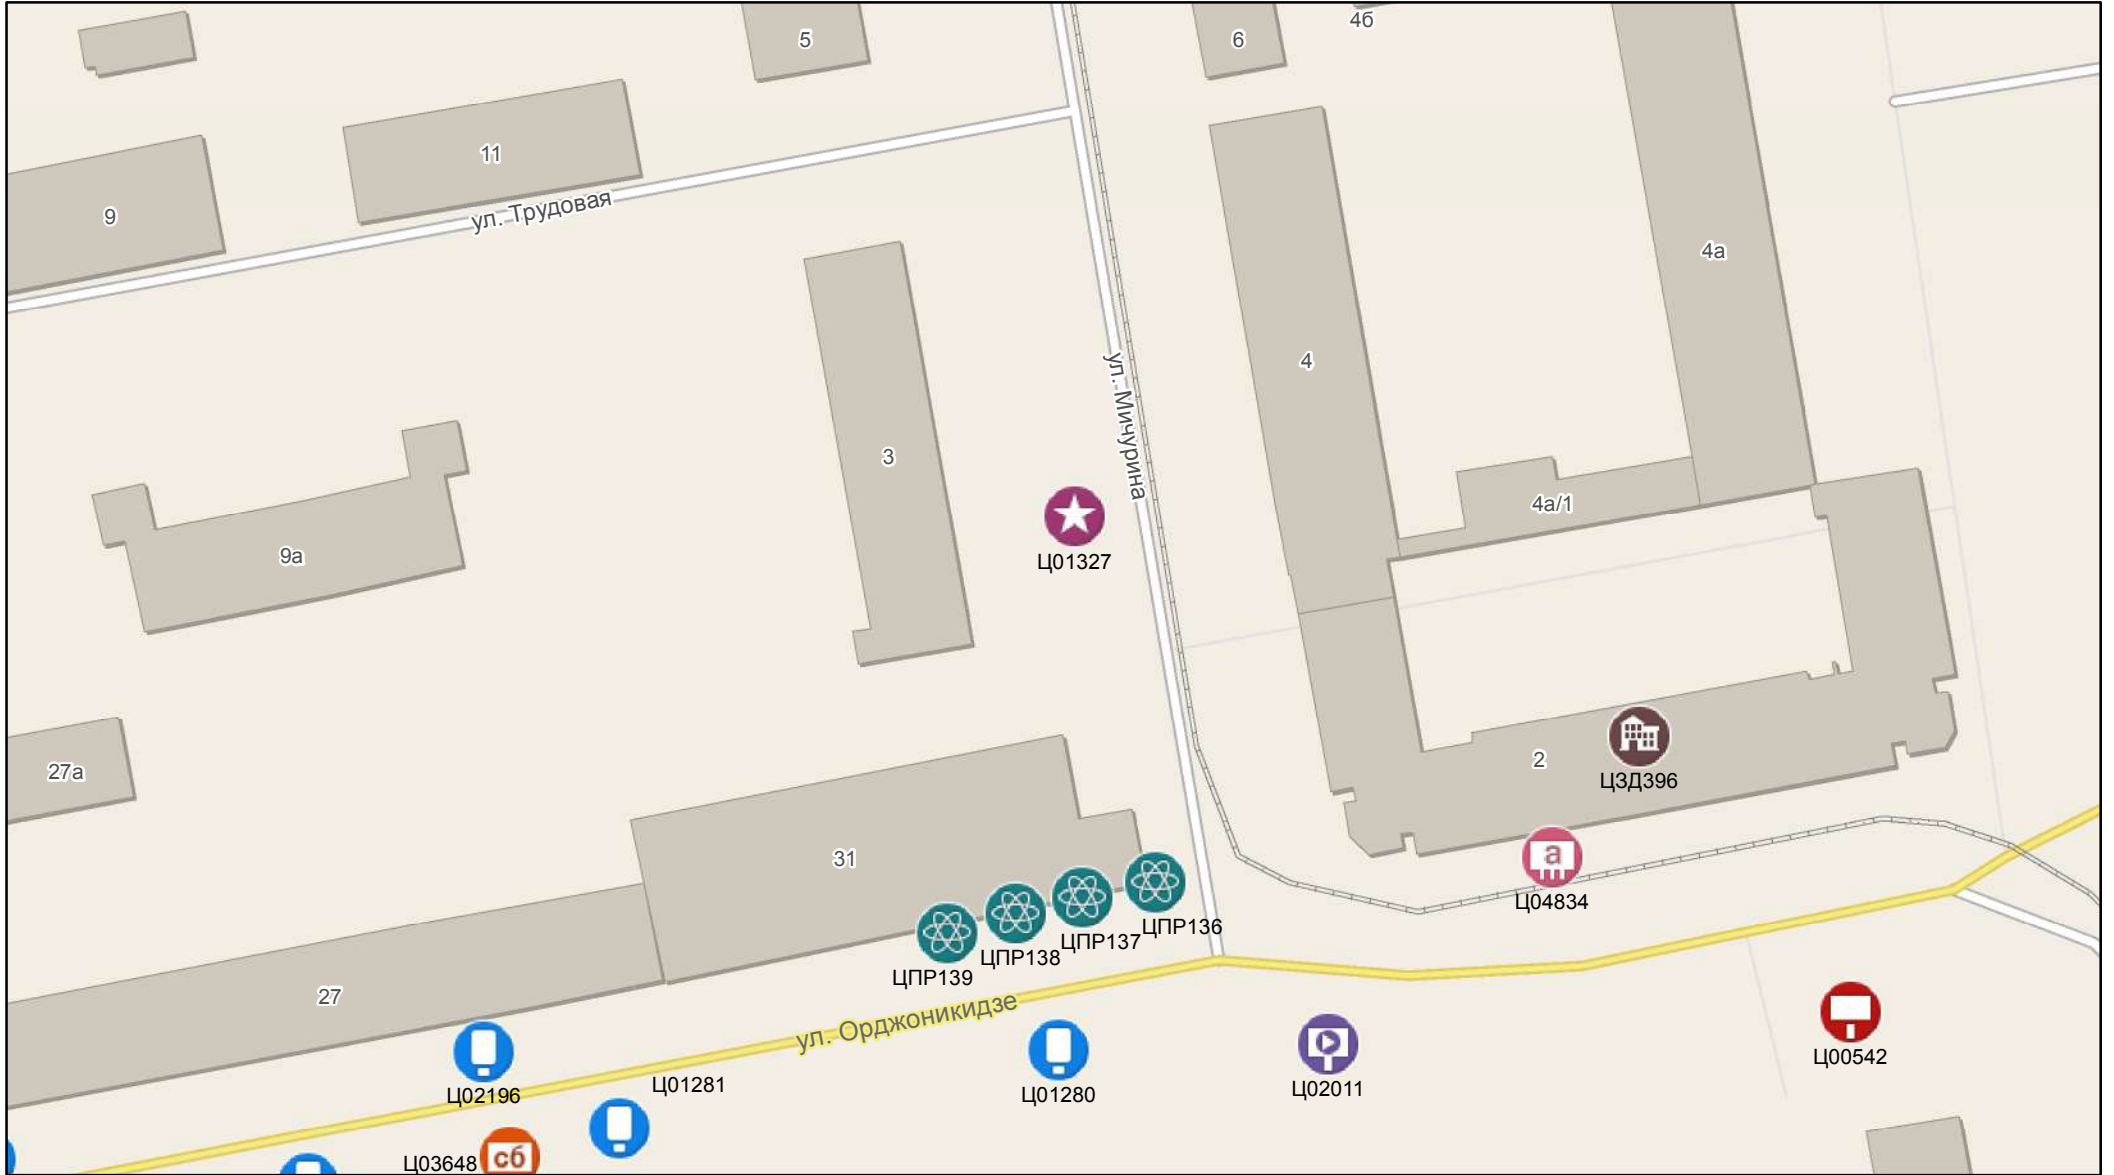 5
4б
6
11
9
ул. Трудовая
4а
4
3
ул. Мичурина
4а/1
Ц01327
9а
2
27а
ЦЗД396
31
а
Ц04834
ЦПР136
ЦПР137
ЦПР138
ЦПР139
27
ул. Орджоникидзе
Ц00542
Ц01281
Ц02196
Ц01280
Ц02011
Ц03648
сб